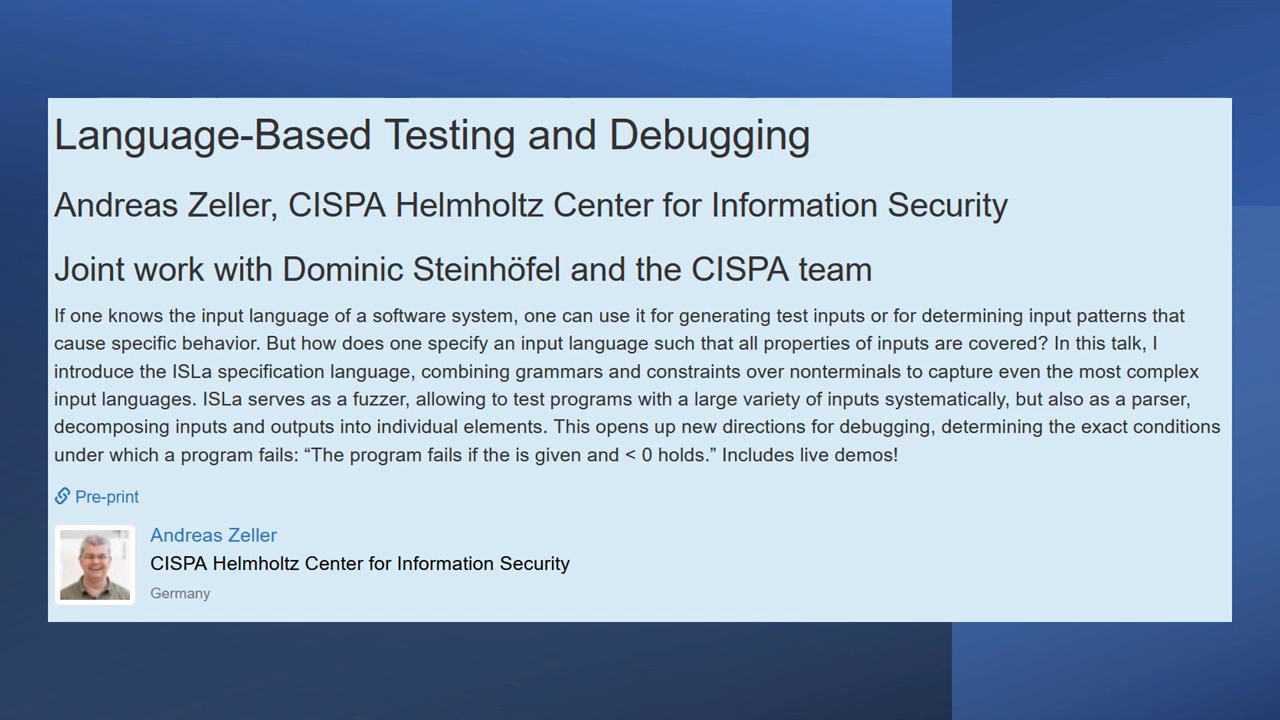 Language-Based Testing and Debugging
Andreas Zeller, CISPA Helmholtz Center for Information Security
Joint work with Dominic Steinhöfel and the CISPA team
If one knows the input language of a software system, one can use it for generating test inputs or for determining input patterns that
cause specific behavior. But how does one specify an input language such that all properties of inputs are covered? In this talk, I
introduce the ISLa specification language, combining grammars and constraints over nonterminals to capture even the most complex
input languages. ISLa serves as a fuzzer, allowing to test programs with a large variety of inputs systematically, but also as a parser,
decomposing inputs and outputs into individual elements. This opens up new directions for debugging, determining the exact conditions
under which a program fails: “The program fails if the is given and < 0 holds.” Includes live demos!
Pre-print
Andreas Zeller
CISPA Helmholtz Center for Information Security
Germany